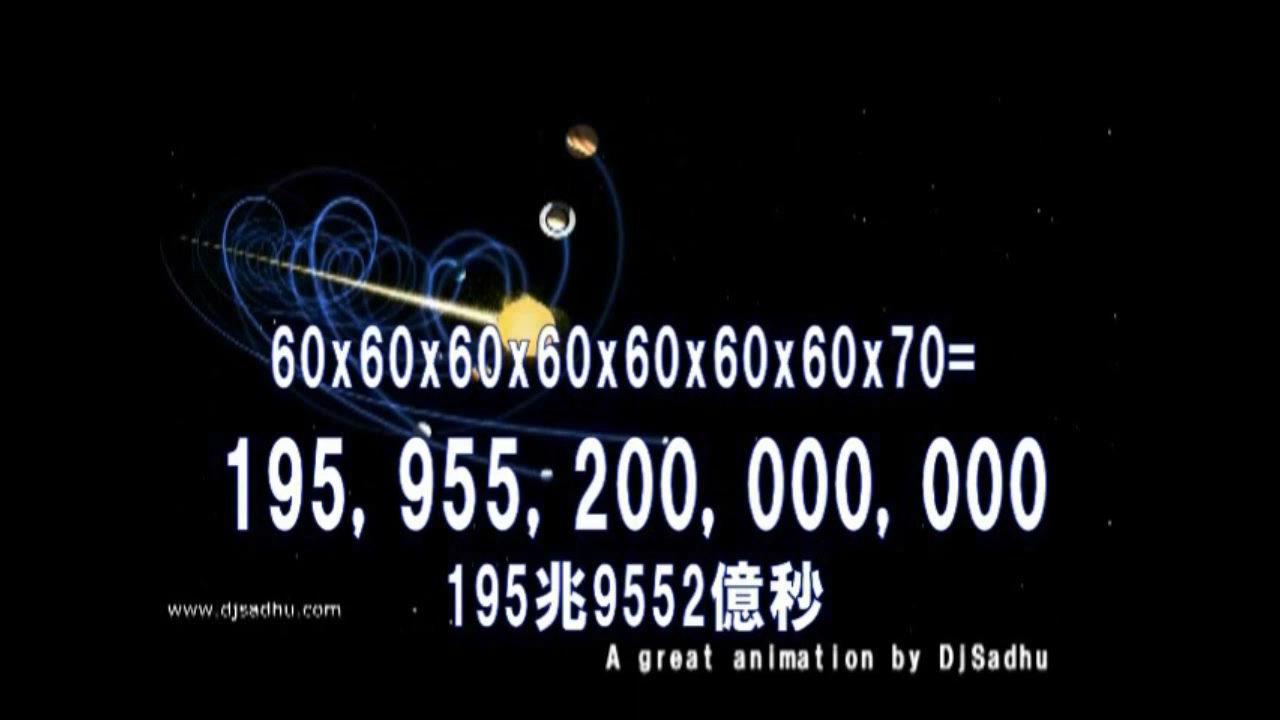 60x60x60x60x60x60x60x70=
195,955,200,000,000
195兆9552億秒
www.djsadhu.com
A great animation by DjSadhu